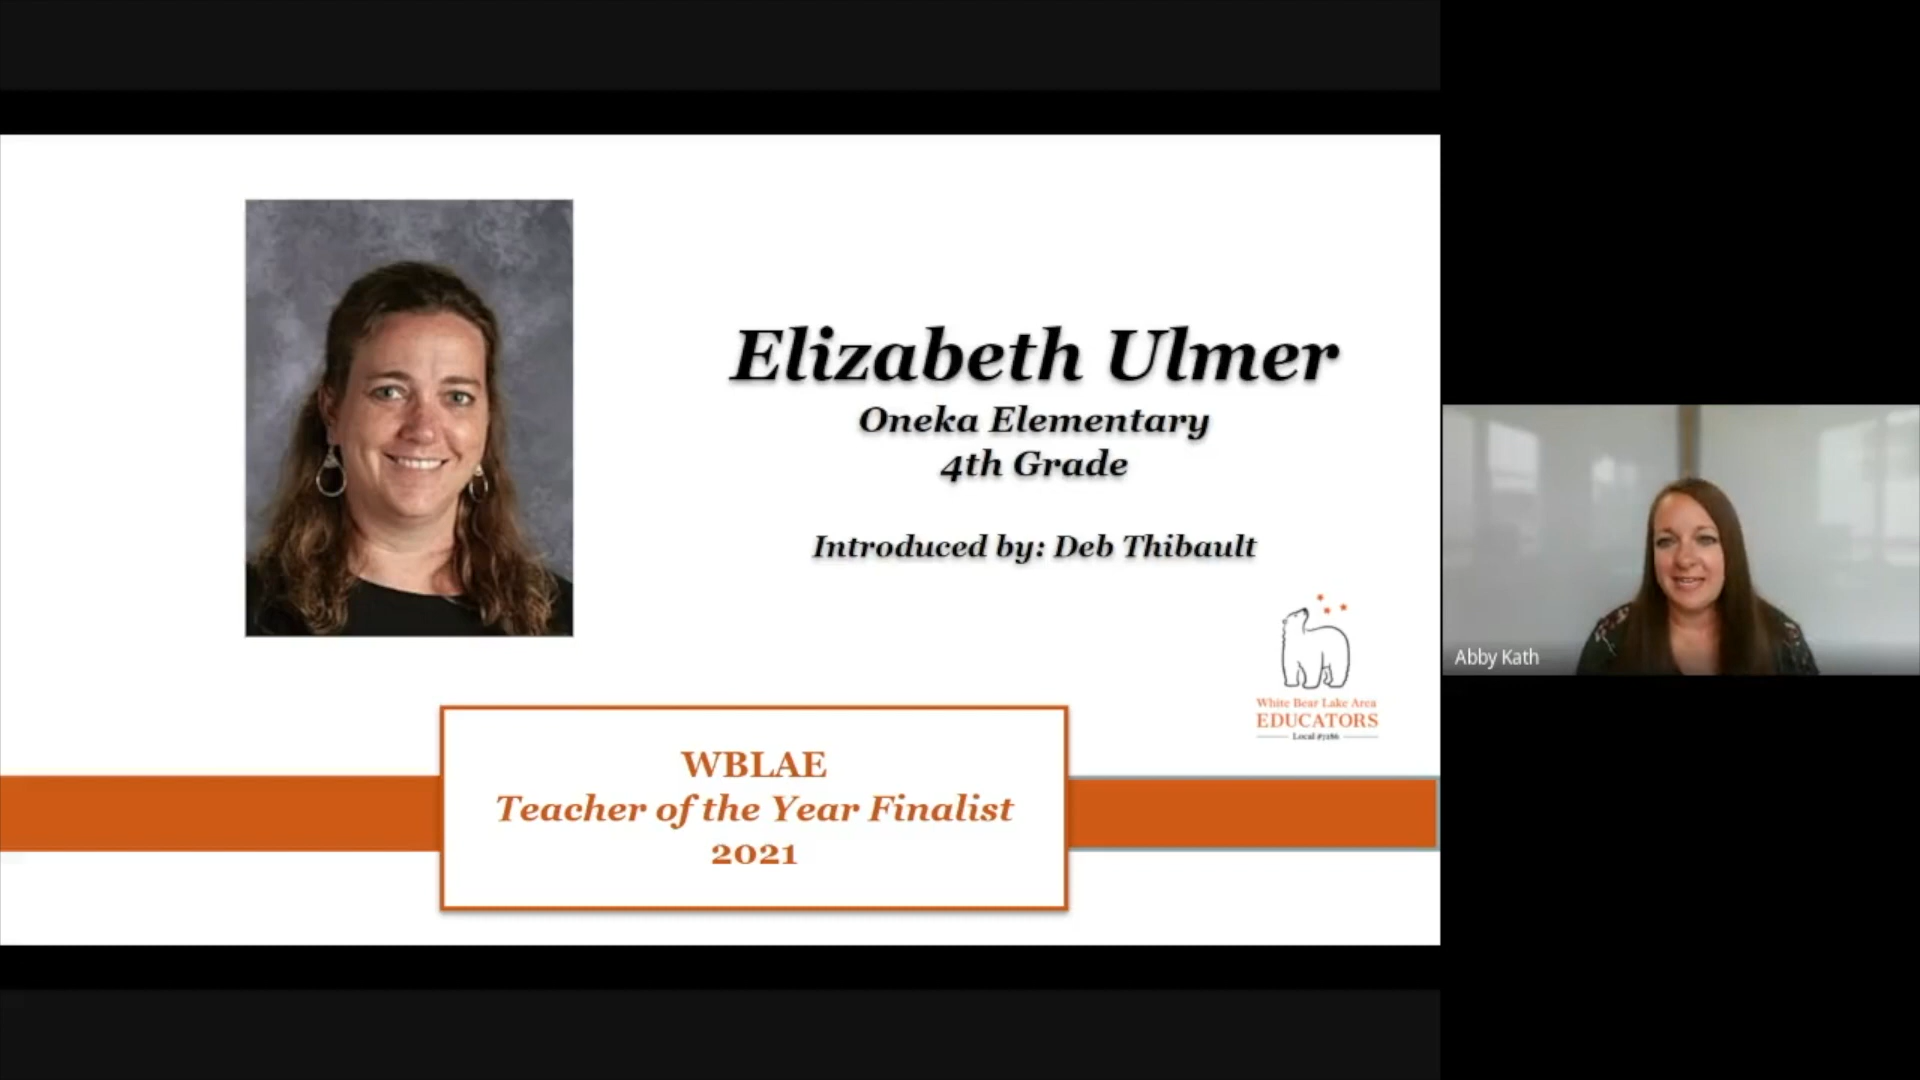 Elizabeth Ulmer
Oneka Elementary
4th Grade
Introduced by: Deb Thibault
White Bear Lake Area
EDUCATORS
Local
WBLAE
Teacher of the Year Finalist
2021
Abby Kath